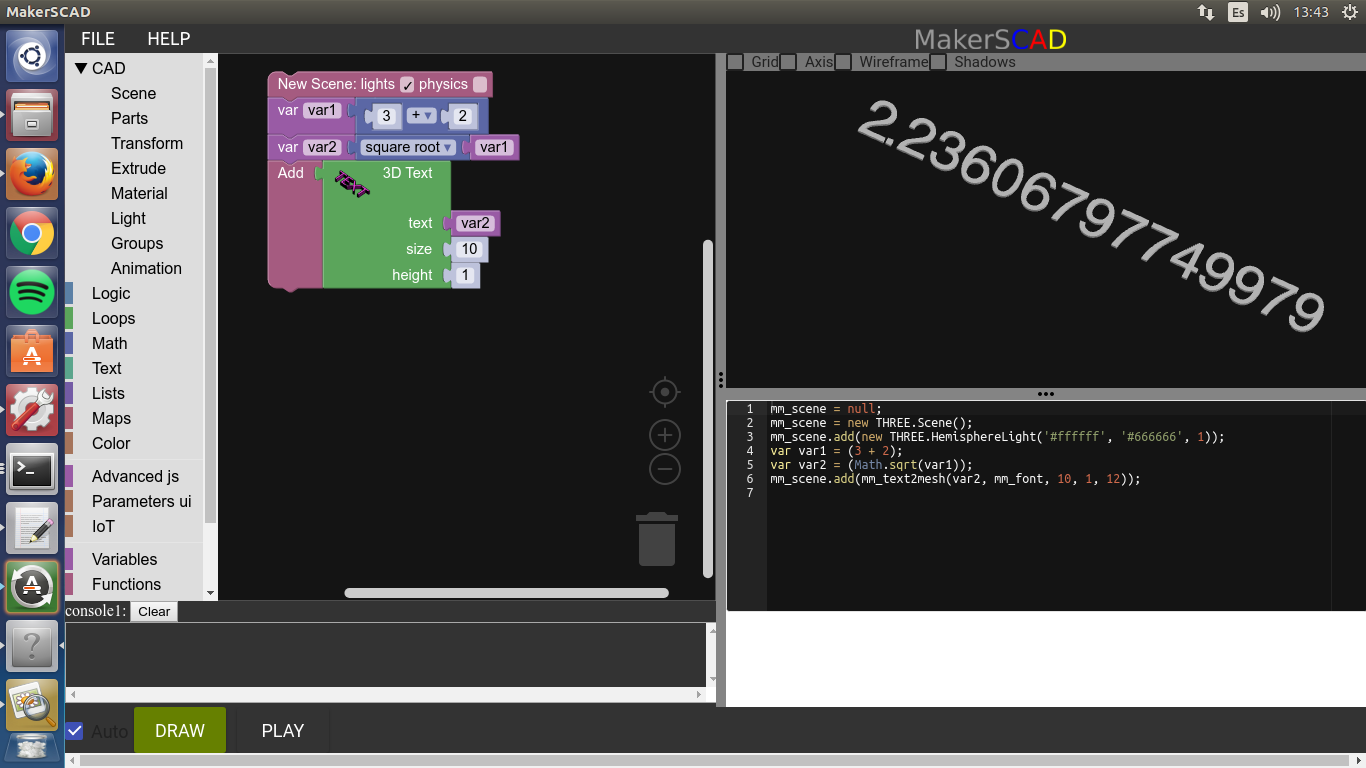 MakerSCAD
Es
13:43
FILE HELP
MakerSCAD
CAD
Scene
Parts
Transform
Extrude
Material
Light
Groups
Animation
Logic
Loops
Math
Text
Lists
Maps
Color
Advanced js
Parameters ui
IoT
Variables
Functions
New Scene: lights ✓ physics
var var1 3 + 2
var var2 square root var1
Add TEXT 3D Text
text var2
size 10
height 1
Grid Axis Wireframe Shadows
2.23606797749979
1 mm_scene = null;
2 mm_scene = new THREE.Scene();
3 mm_scene.add(new THREE.HemisphereLight('#ffffff', '#666666', 1));
4 var var1 = (3 + 2);
5 var var2 = (Math.sqrt(var1));
6 mm_scene.add(mm_text2mesh(var2, mm_font, 10, 1, 12));
7
console1: Clear
Auto DRAW PLAY